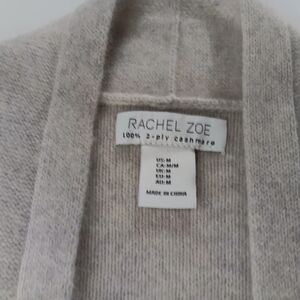 RACHEL ZOE
100% 2-ply cashmere
US-M
CA-M/M
UK-M
EU-M
AU-M
MADE IN CHINA